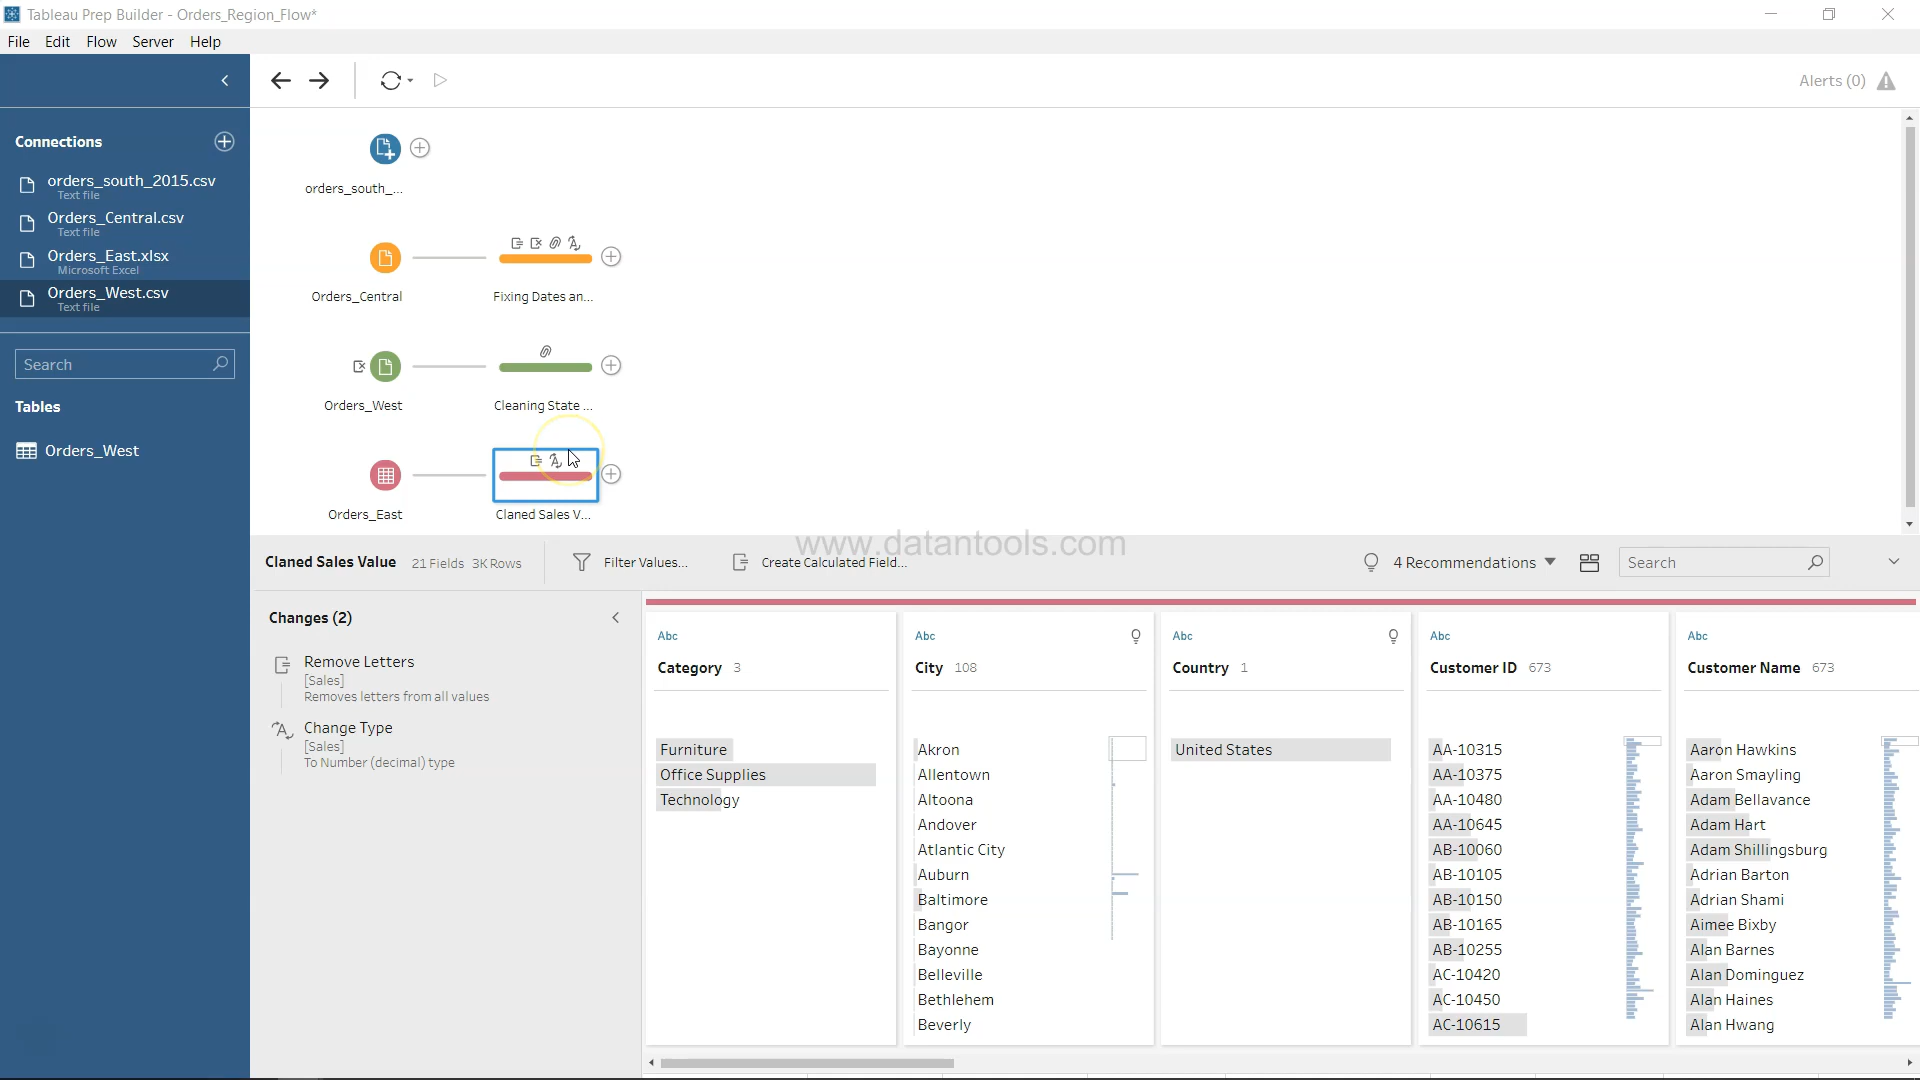 Tableau Prep Builder - Orders_Region_Flow*
File Edit Flow Server Help
Alerts (0)
Connections
orders_south_2015.csv
Text file
Orders_Central.csv
Text file
Orders_East.xlsx
Microsoft Excel
Orders_West.csv
Text file
Search
Tables
Orders_West
orders_south_...
Orders_Central
Fixing Dates an...
Orders_West
Cleaning State ...
Orders_East
Claned Sales V...
www.datantools.com
Claned Sales Value 21 Fields 3K Rows Filter Values... Create Calculated Field... 4 Recommendations Search
Changes (2)
Remove Letters
[Sales]
Removes letters from all values
Change Type
[Sales]
To Number (decimal) type
Abc
Category 3
Furniture
Office Supplies
Technology
Abc
City 108
Akron
Allentown
Altoona
Andover
Atlantic City
Auburn
Baltimore
Bangor
Bayonne
Belleville
Bethlehem
Beverly
Abc
Country 1
United States
Abc
Customer ID 673
AA-10315
AA-10375
AA-10480
AA-10645
AB-10060
AB-10105
AB-10150
AB-10165
AB-10255
AC-10420
AC-10450
AC-10615
Abc
Customer Name 673
Aaron Hawkins
Aaron Smayling
Adam Bellavance
Adam Hart
Adam Shillingsburg
Adrian Barton
Adrian Shami
Aimee Bixby
Alan Barnes
Alan Dominguez
Alan Haines
Alan Hwang